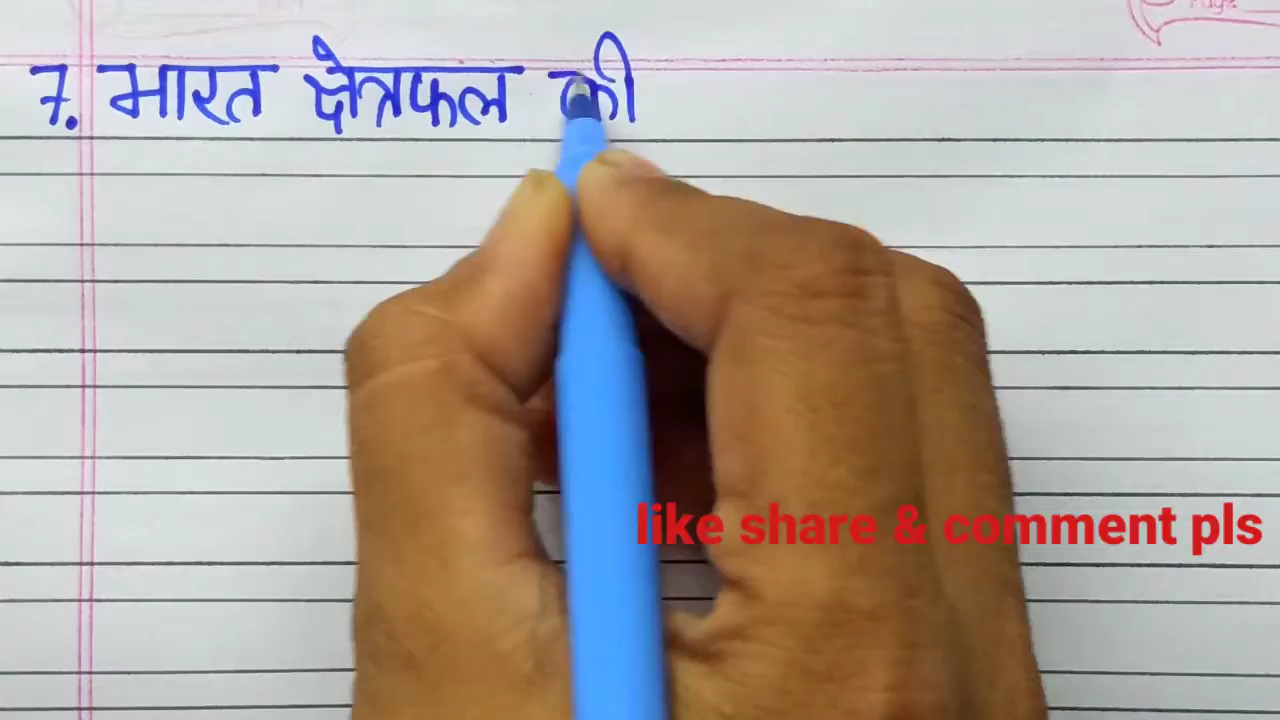 7. भारत क्षेत्रफल की
like share & comment pls